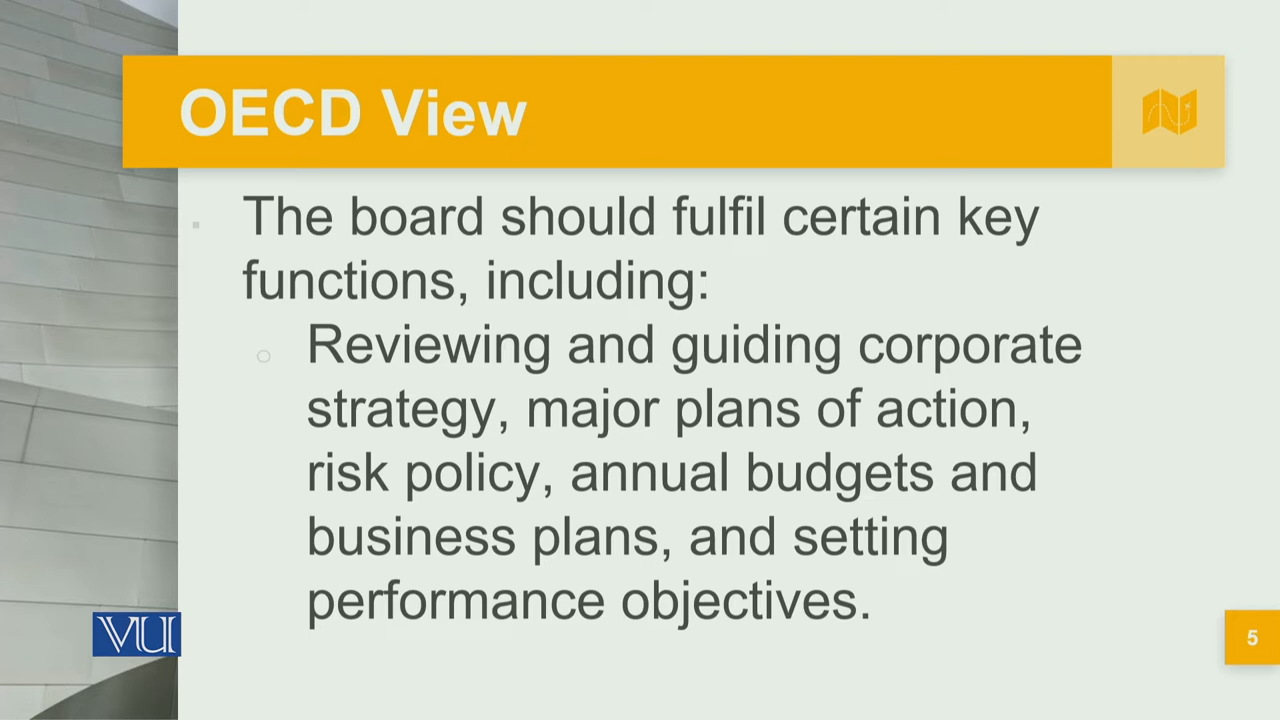 OECD View
The board should fulfil certain key
functions, including:
Reviewing and guiding corporate
strategy, major plans of action,
risk policy, annual budgets and
business plans, and setting
performance objectives.
VU
5